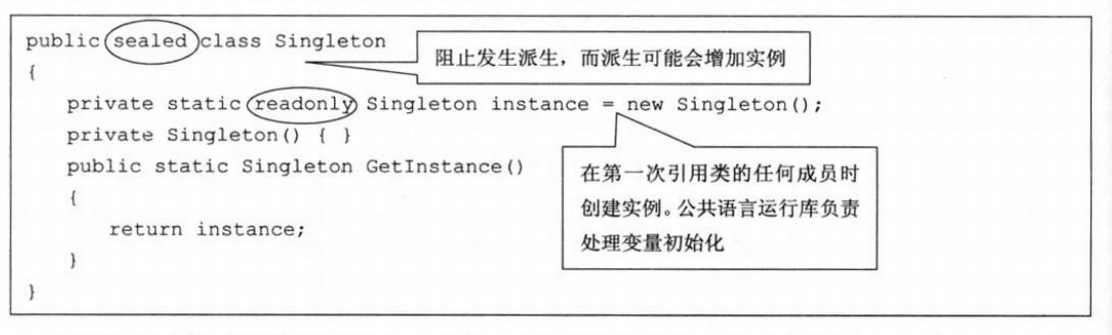 public sealed class Singleton
阻止发生派生，而派生可能会增加实例
{
private static readonly Singleton instance = new Singleton();
private Singleton() { }
public static Singleton GetInstance()
在第一次引用类的任何成员时
创建实例。公共语言运行库负责
处理变量初始化
{
return instance;
}
}